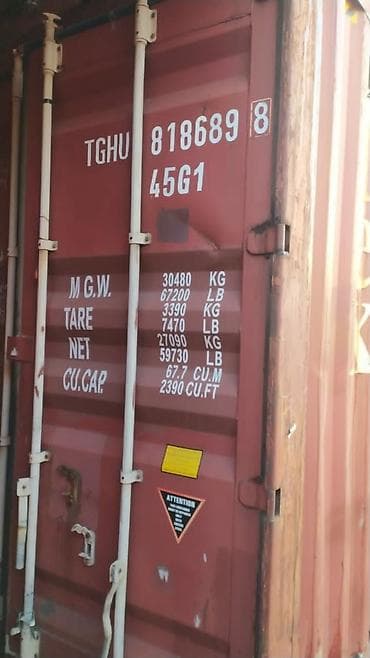 TGHU 818689 8
45G1
M G.W. 30480 KG
67200 LB
TARE 3390 KG
7470 LB
NET 27090 KG
59730 LB
CU.CAP. 67.7 CU.M
2390 CU.FT
ATTENTION